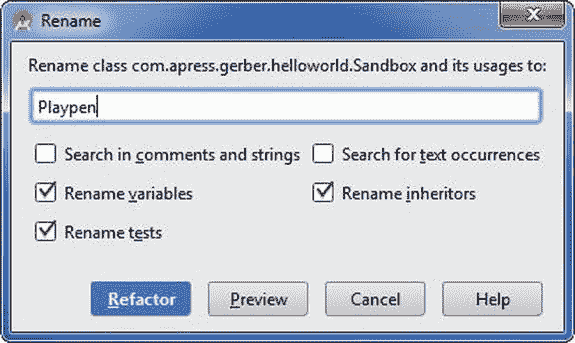 Rename
Rename class com.apress.gerber.helloworld.Sandbox and its usages to:
Playpen
Search in comments and strings Search for text occurrences
Rename variables Rename inheritors
Rename tests
Refactor Preview Cancel Help